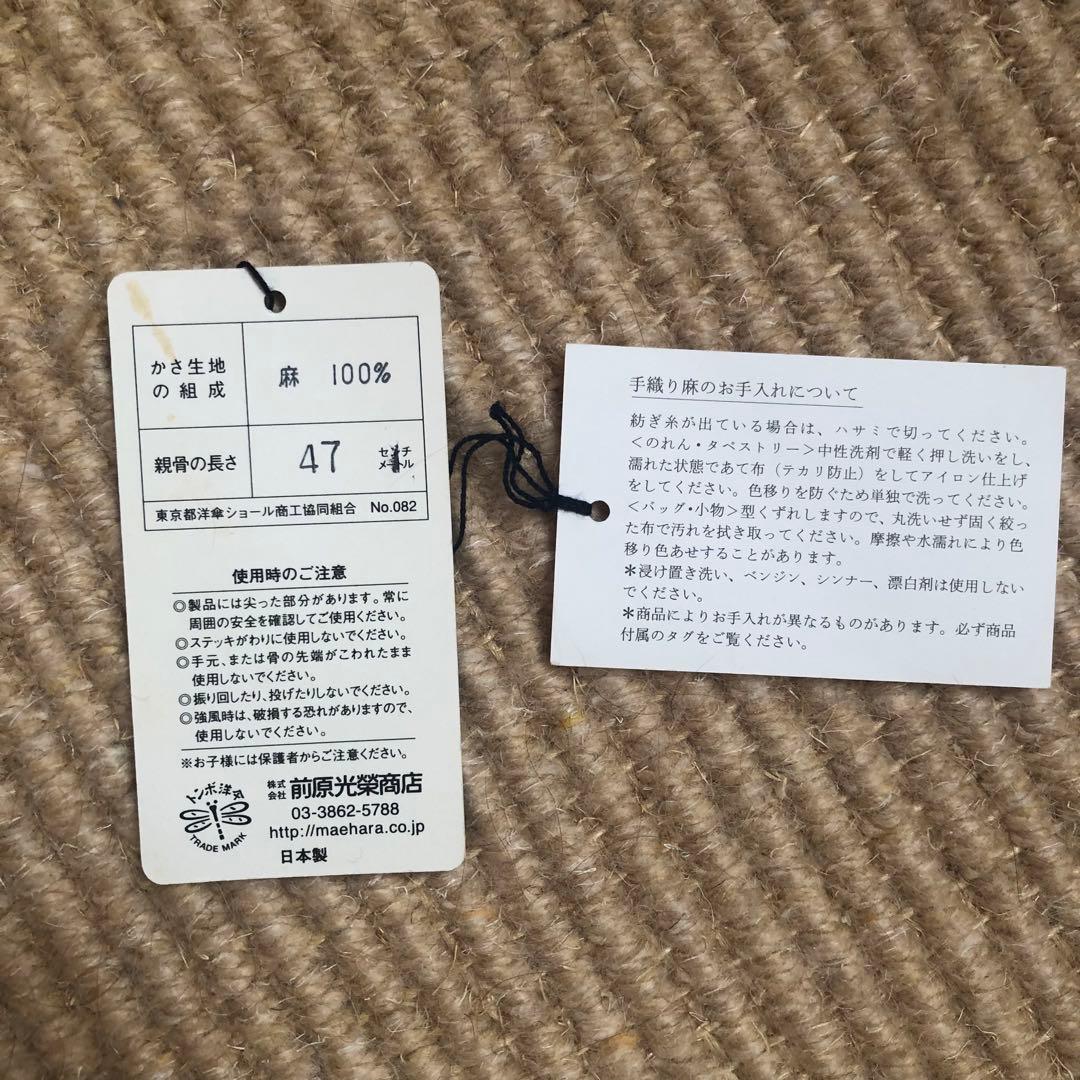 かさ生地の組成 麻 100%
親骨の長さ 47 センチメートル
東京都洋傘ショール商工協同組合 No.082
使用時のご注意
◎製品には尖った部分があります。常に
周囲の安全を確認してご使用ください。
◎ステッキがわりに使用しないでください。
◎手元、または骨の先端がこわれたまま
使用しないでください。
◎振り回したり、投げたりしないでください。
◎強風時は、破損する恐れがありますので、
使用しないでください。
※お子様には保護者からご注意ください。
トンボ洋傘
TRADE MARK
株式会社 前原光榮商店
03-3862-5788
http://maehara.co.jp
日本製
手織り麻のお手入れについて
紡ぎ糸が出ている場合は、ハサミで切ってください。
＜のれん・タペストリー＞中性洗剤で軽く押し洗いをし、
濡れた状態であて布（テカリ防止）をしてアイロン仕上げ
をしてください。色移りを防ぐため単独で洗ってください。
＜バッグ・小物＞型くずれしますので、丸洗いせず固く絞っ
た布で汚れを拭き取ってください。摩擦や水濡れにより色
移り色あせすることがあります。
＊浸け置き洗い、ベンジン、シンナー、漂白剤は使用しない
でください。
＊商品によりお手入れが異なるものがあります。必ず商品
付属のタグをご覧ください。